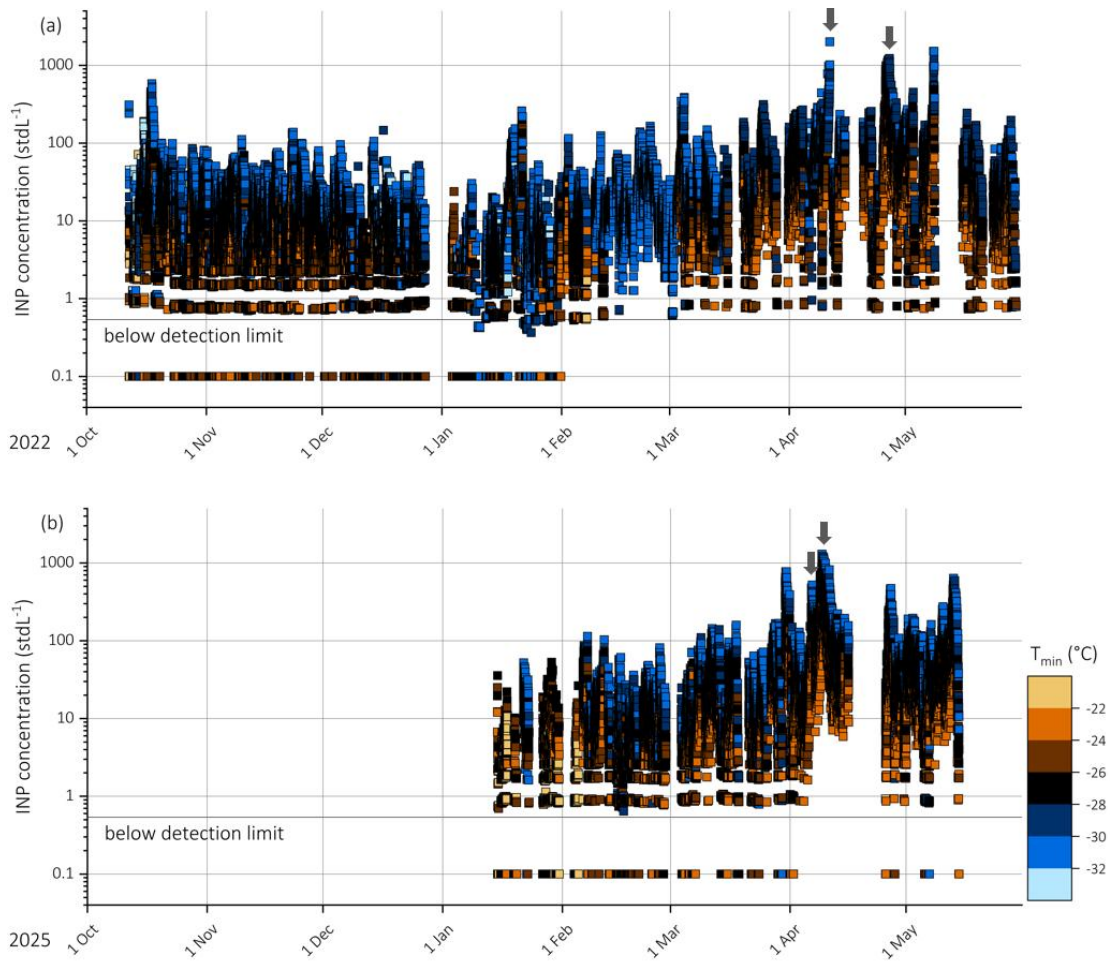 (a)
INP concentration (stdL⁻¹)
1000
100
10
1
0.1
below detection limit
1 Oct
1 Nov
1 Dec
1 Jan
1 Feb
1 Mar
1 Apr
1 May
2022
(b)
INP concentration (stdL⁻¹)
1000
100
10
1
0.1
below detection limit
1 Oct
1 Nov
1 Dec
1 Jan
1 Feb
1 Mar
1 Apr
1 May
2025
Tmin (°C)
-22
-24
-26
-28
-30
-32